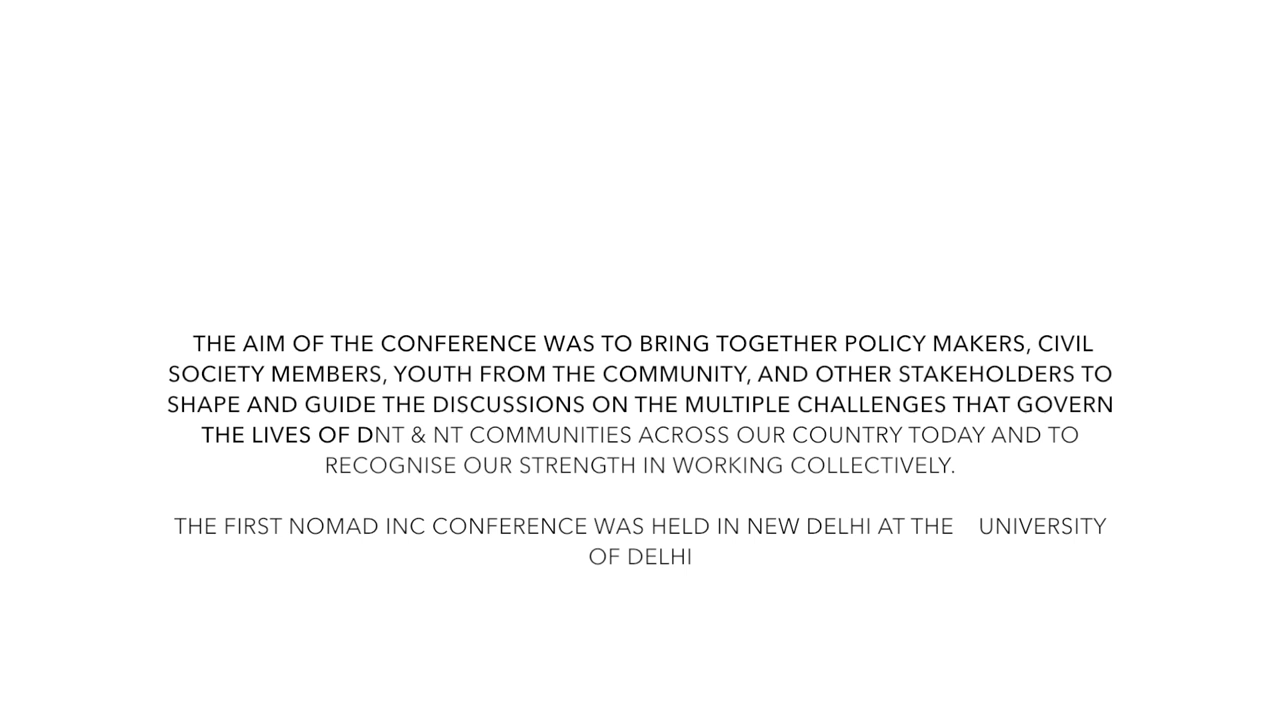 THE AIM OF THE CONFERENCE WAS TO BRING TOGETHER POLICY MAKERS, CIVIL
SOCIETY MEMBERS, YOUTH FROM THE COMMUNITY, AND OTHER STAKEHOLDERS TO
SHAPE AND GUIDE THE DISCUSSIONS ON THE MULTIPLE CHALLENGES THAT GOVERN
THE LIVES OF DNT & NT COMMUNITIES ACROSS OUR COUNTRY TODAY AND TO
RECOGNISE OUR STRENGTH IN WORKING COLLECTIVELY.
THE FIRST NOMAD INC CONFERENCE WAS HELD IN NEW DELHI AT THE UNIVERSITY
OF DELHI